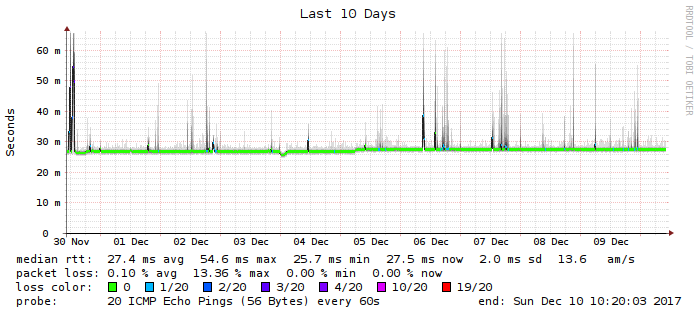 Last 10 Days
RRDTOOL / TOBI OETIKER
Seconds
60 m
50 m
40 m
30 m
20 m
10 m
0
30 Nov 01 Dec 02 Dec 03 Dec 04 Dec 05 Dec 06 Dec 07 Dec 08 Dec 09 Dec
median rtt: 27.4 ms avg 54.6 ms max 25.7 ms min 27.5 ms now 2.0 ms sd 13.6 am/s
packet loss: 0.10 % avg 13.36 % max 0.00 % min 0.00 % now
loss color: 0 1/20 2/20 3/20 4/20 10/20 19/20
probe: 20 ICMP Echo Pings (56 Bytes) every 60s end: Sun Dec 10 10:20:03 2017